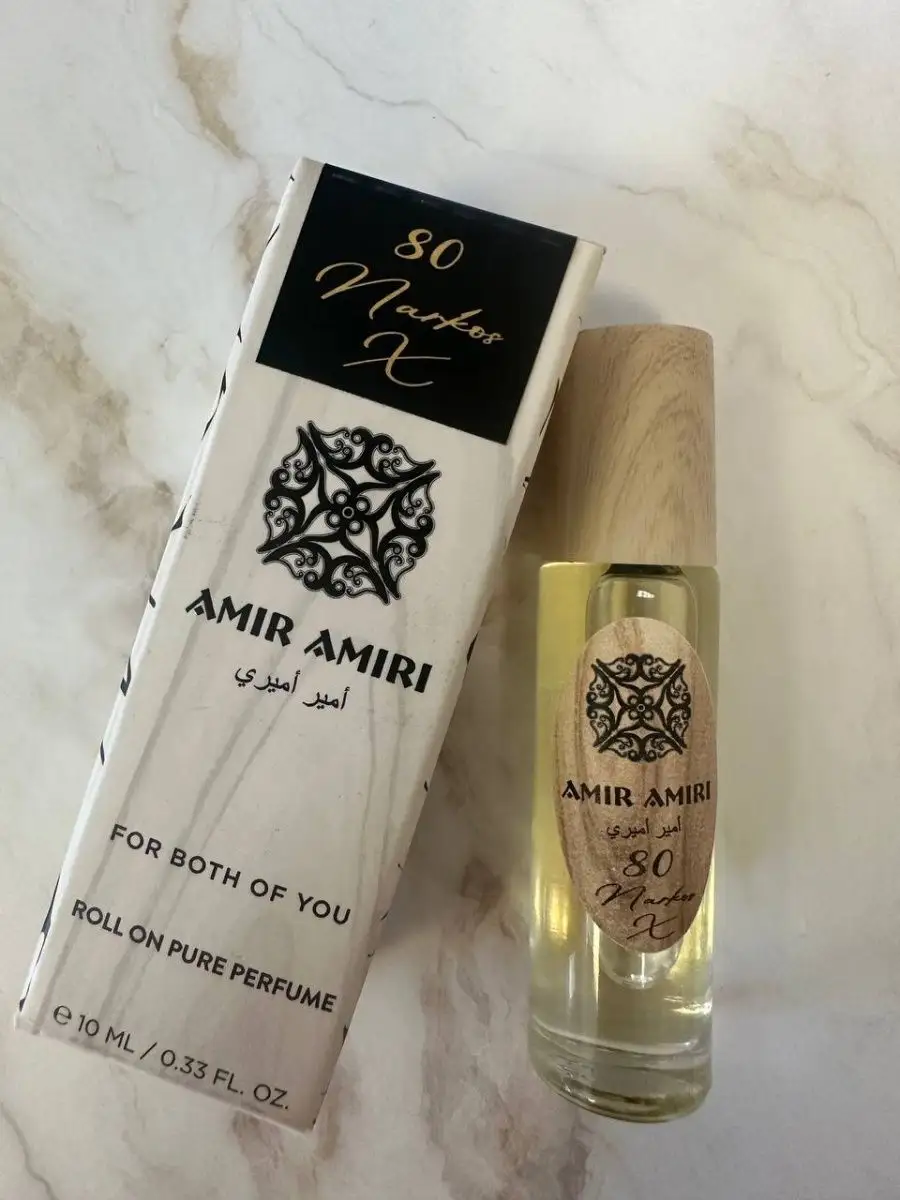 80
Narkos
X
AMIR AMIRI
أمير أميري
FOR BOTH OF YOU
ROLL ON PURE PERFUME
℮ 10 ML / 0.33 FL. OZ.
AMIR AMIRI
أمير أميري
80
Narkos
X